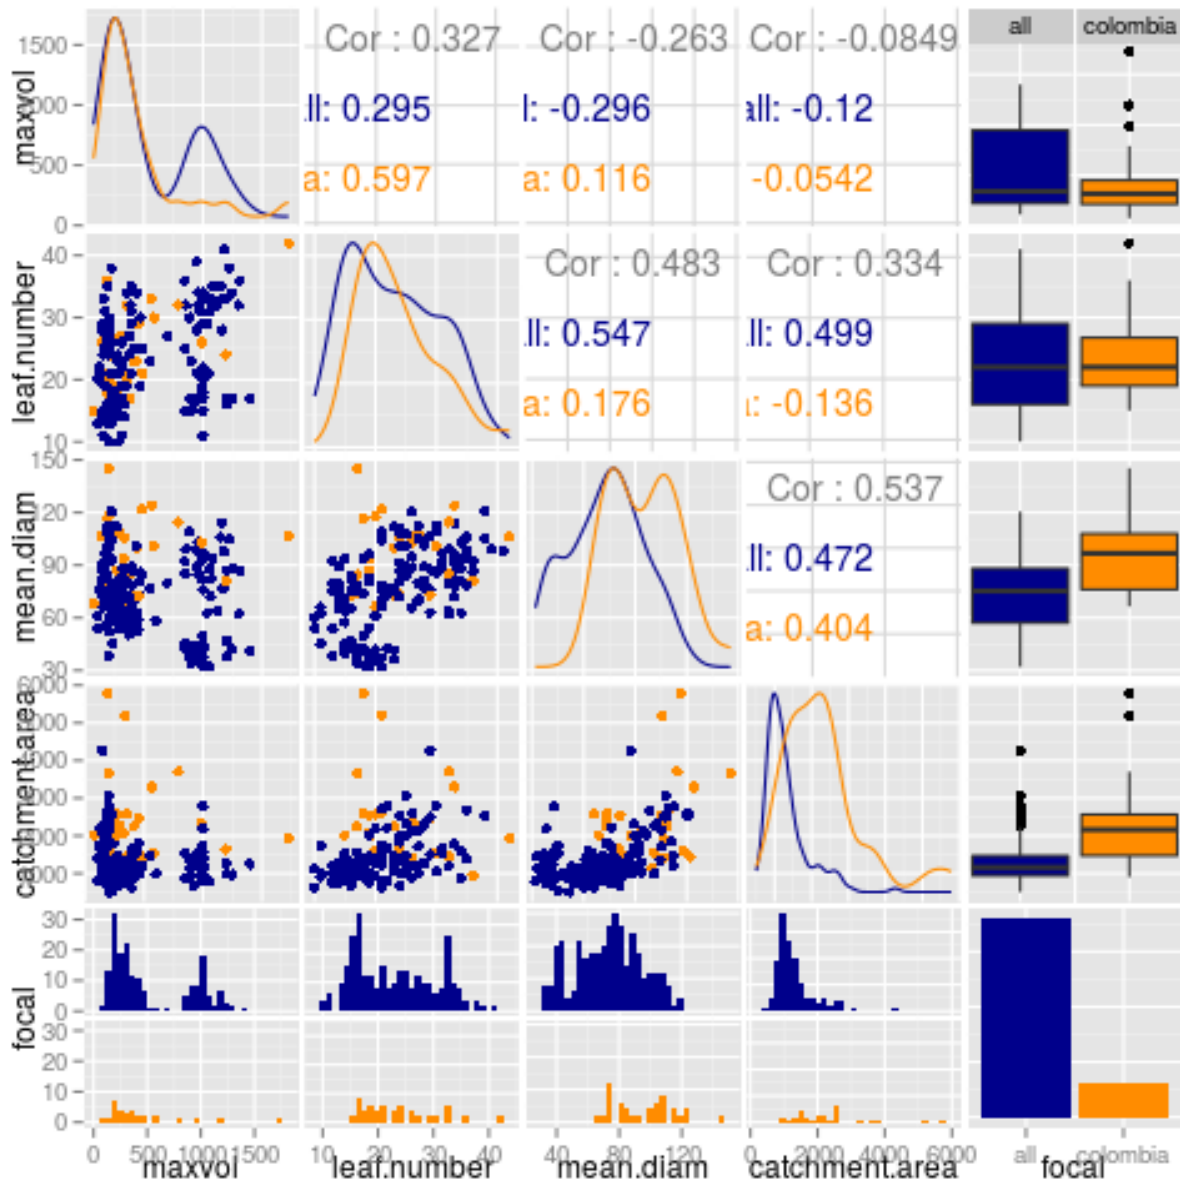 all colombia
1500 Cor : 0.327 Cor : -0.263 Cor : -0.0849
maxvol
1000 ll: 0.295 l: -0.296 all: -0.12
500 a: 0.597 a: 0.116 -0.0542
0
40 Cor : 0.483 Cor : 0.334
leaf.number
30 ll: 0.547 ll: 0.499
20 a: 0.176 a: -0.136
10
150 Cor : 0.537
mean.diam
120
90 ll: 0.472
60 a: 0.404
30
6000
catchment.area
focal
30
20
10
0
30
20
10
0
0 500 1000 1500 10 20 30 40 40 80 120 0 2000 4000 6000 all colombia
maxvol leaf.number mean.diam catchment.area focal